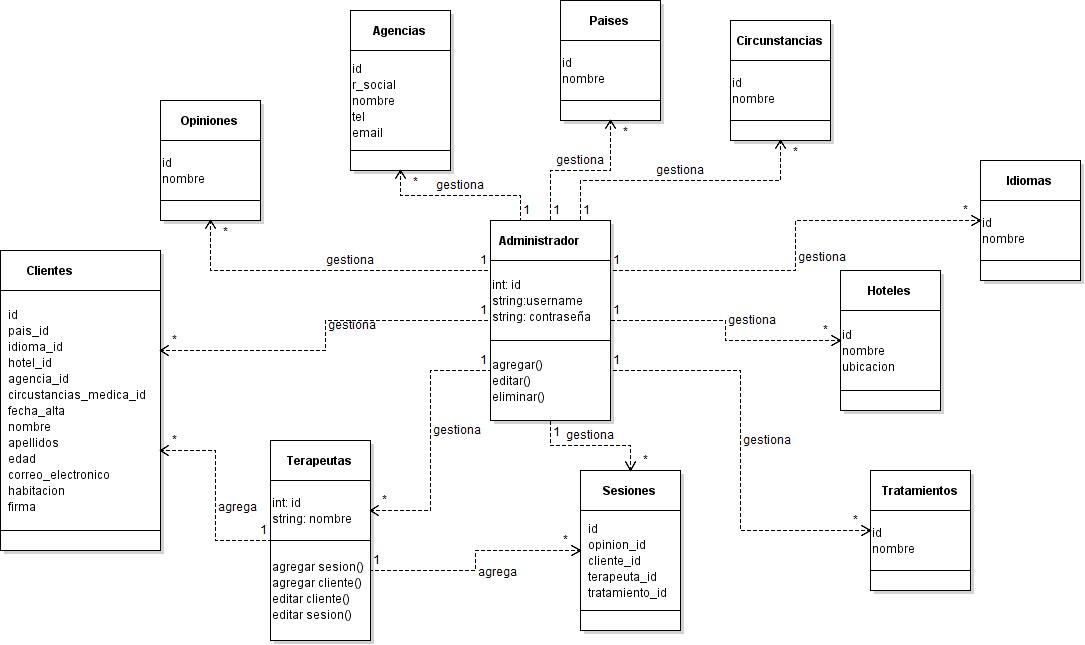 Agencias
id
r_social
nombre
tel
email
Paises
id
nombre
Circunstancias
id
nombre
Opiniones
id
nombre
Idiomas
id
nombre
Clientes
id
pais_id
idioma_id
hotel_id
agencia_id
circustancias_medica_id
fecha_alta
nombre
apellidos
edad
correo_electronico
habitacion
firma
Administrador
int: id
string:username
string: contraseña
agregar()
editar()
eliminar()
Hoteles
id
nombre
ubicacion
Terapeutas
int: id
string: nombre
agregar sesion()
agregar cliente()
editar cliente()
editar sesion()
Sesiones
id
opinion_id
cliente_id
terapeuta_id
tratamiento_id
Tratamientos
id
nombre
* gestiona 1
* gestiona 1
* gestiona 1
* gestiona 1
1 gestiona *
* gestiona 1
1 gestiona *
1 gestiona *
1 gestiona *
1 gestiona *
* agrega 1
1 agrega *